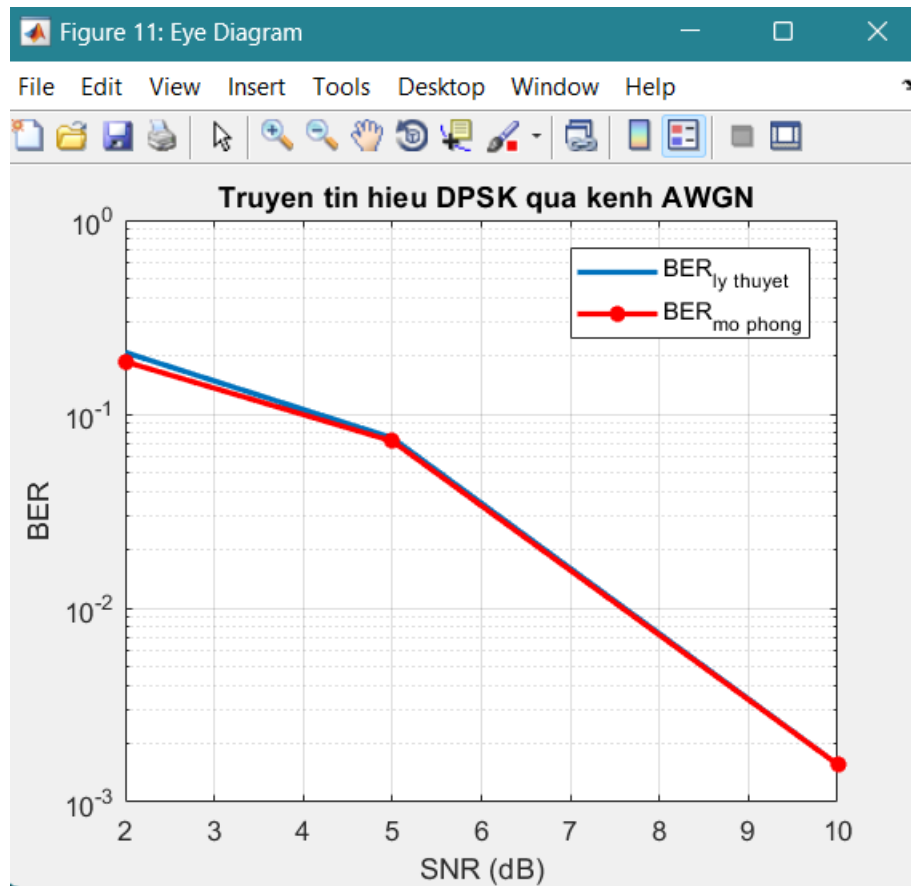 Figure 11: Eye Diagram
File Edit View Insert Tools Desktop Window Help
Truyen tin hieu DPSK qua kenh AWGN
BER_ly thuyet
BER_mo phong
10^0
10^-1
10^-2
10^-3
BER
2 3 4 5 6 7 8 9 10
SNR (dB)